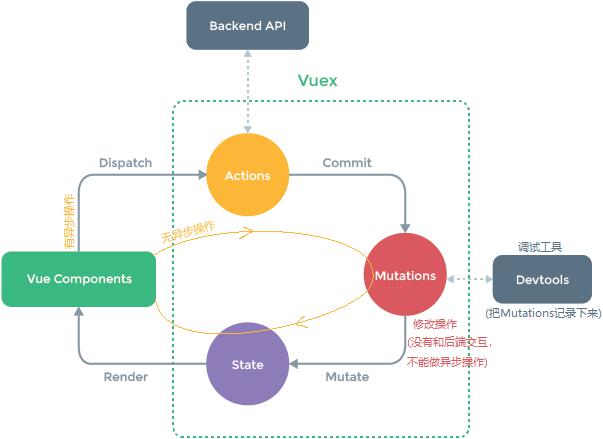 Backend API
Vuex
Dispatch
Commit
Actions
有异步操作
无异步操作
Vue Components
Mutations
调试工具
Devtools
(把Mutations记录下来)
修改操作
(没有和后端交互，
不能做异步操作)
Render
State
Mutate